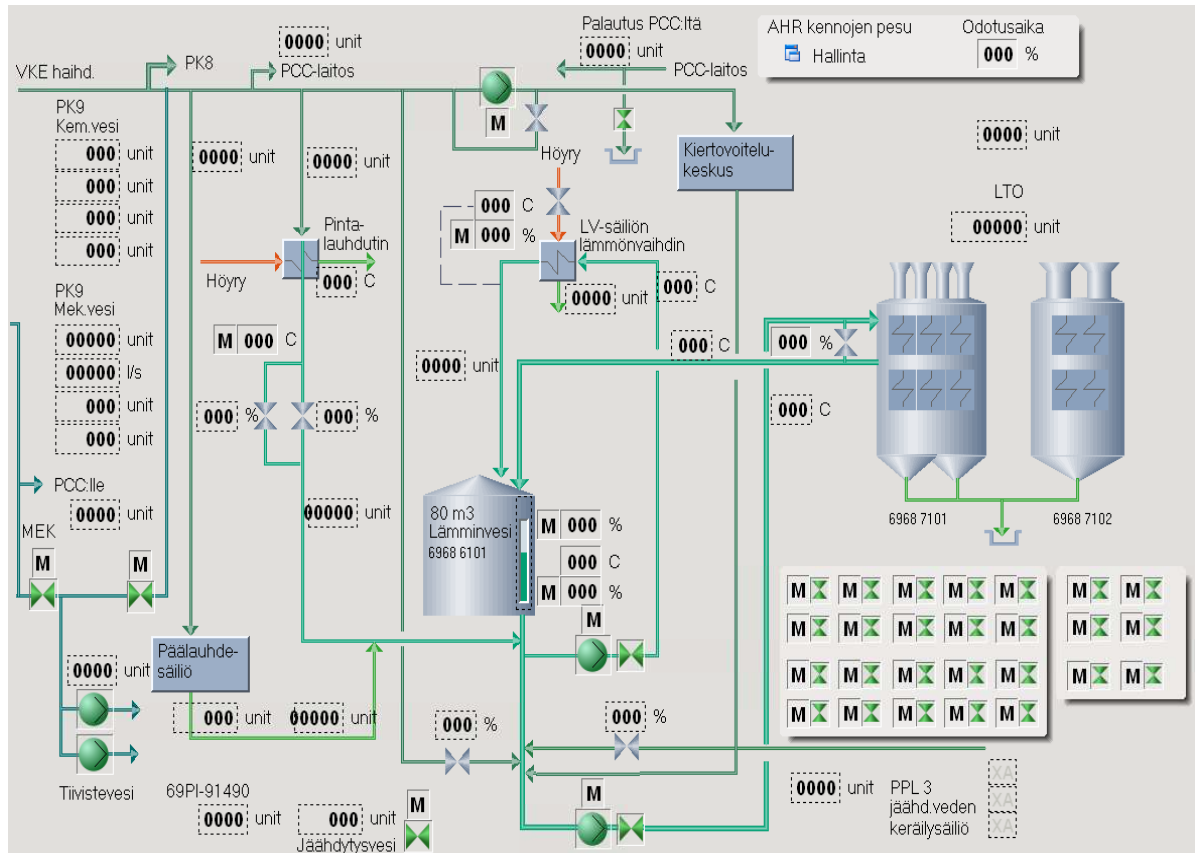 0000 unit
Palautus PCC:ltä
0000 unit
AHR kennojen pesu
Odotusaika
Hallinta
000 %
VKE haihd.
PK8
PCC-laitos
PCC-laitos
M
PK9
Kem.vesi
000 unit
000 unit
000 unit
000 unit
0000 unit
0000 unit
Höyry
Kiertovoitelu-
keskus
0000 unit
000 C
M 000 %
LV-säiliön
lämmönvaihdin
LTO
00000 unit
Pinta-
lauhdutin
Höyry
000 C
0000 unit
000 C
PK9
Mek.vesi
00000 unit
00000 l/s
000 unit
000 unit
M 000 C
0000 unit
000 C
000 %
000 C
000 %
000 %
PCC:lle
0000 unit
00000 unit
80 m3
Lämminvesi
6968 6101
M 000 %
000 C
M 000 %
6968 7101
6968 7102
MEK
M
M
M
M M M M M
M M
M M M M M
M M
M M M M M
M M
M M M M M
0000 unit
Päälauhde-
säiliö
000 unit
00000 unit
000 %
000 %
Tiivistevesi
69PI-91490
0000 unit
000 unit
Jäähdytysvesi
M
M
0000 unit
PPL 3
jäähd.veden
keräilysäiliö
XA
XA
XA